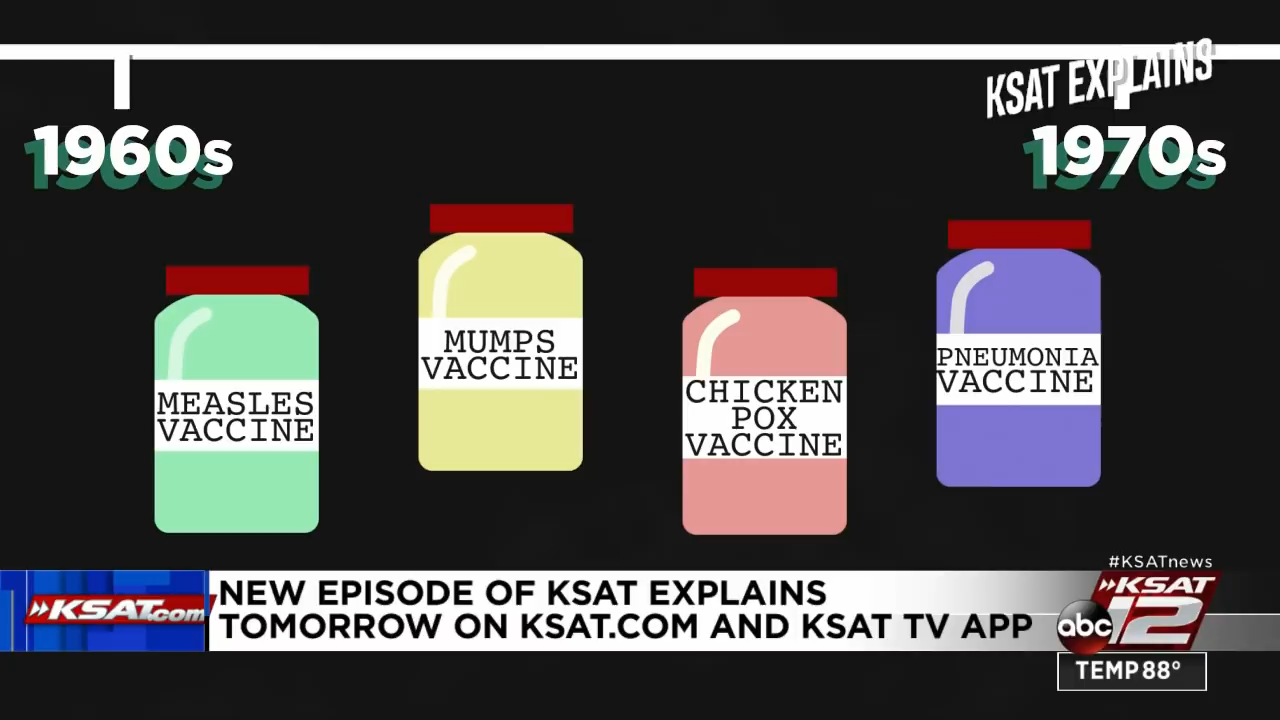 KSAT EXPLAINS
1960s
1970s
MEASLES
VACCINE
MUMPS
VACCINE
CHICKEN
POX
VACCINE
PNEUMONIA
VACCINE
#KSATnews
KSAT.com
NEW EPISODE OF KSAT EXPLAINS
TOMORROW ON KSAT.COM AND KSAT TV APP
KSAT
abc 12
TEMP 88°